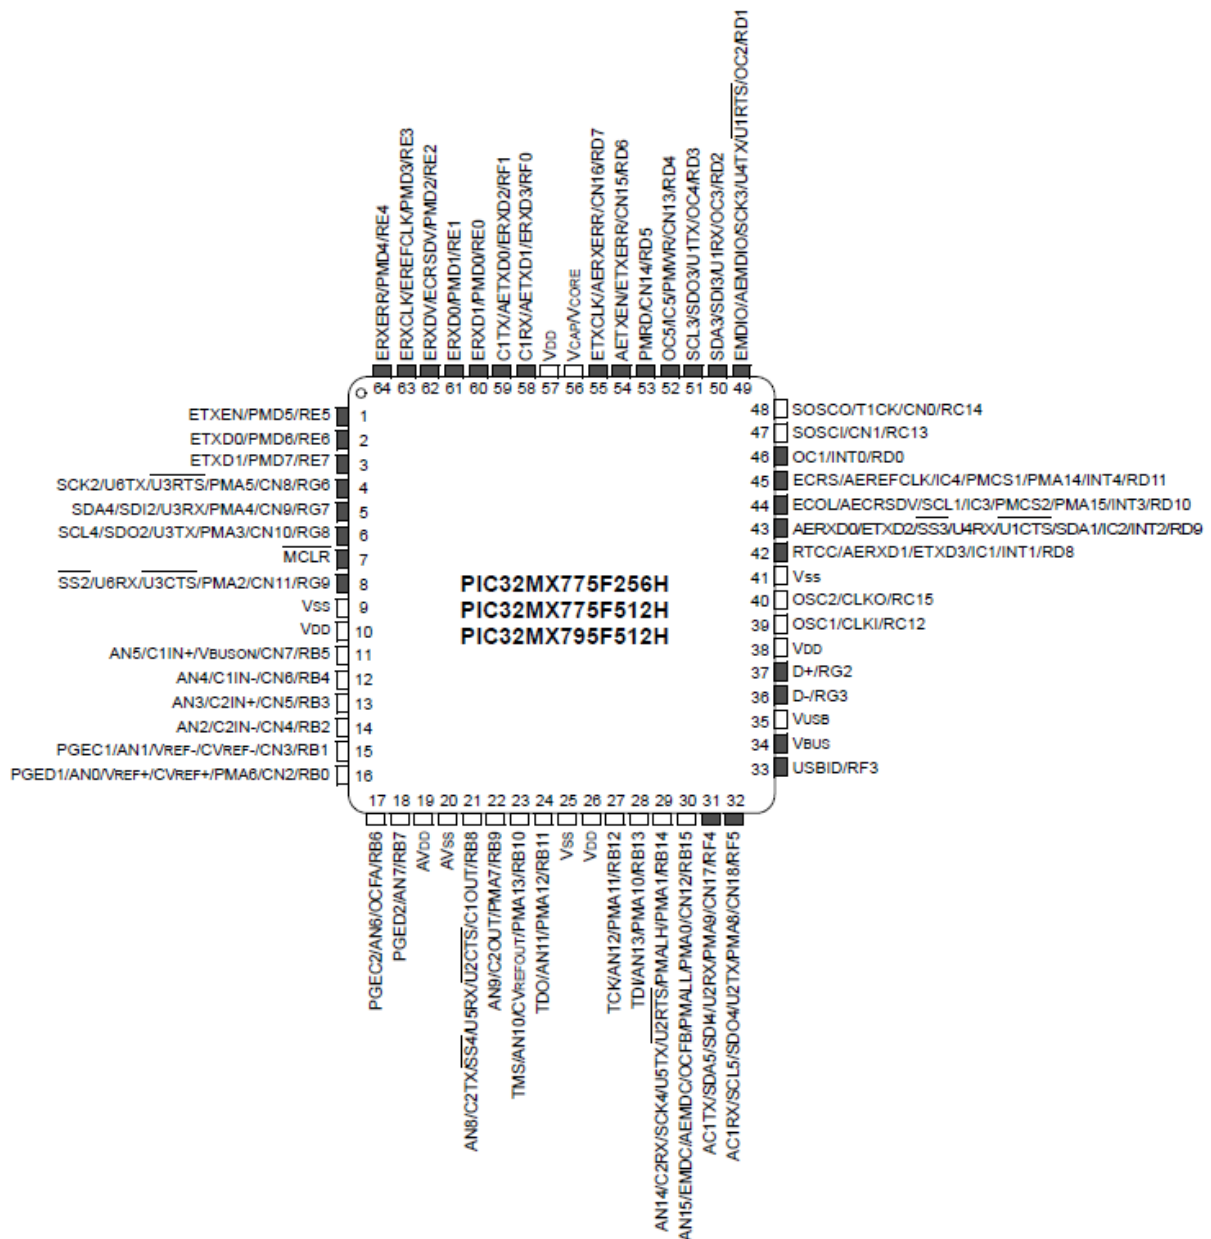 ERXERR/PMD4/RE4
ERXCLK/EREFCLK/PMD3/RE3
ERXDV/ECRSDV/PMD2/RE2
ERXD0/PMD1/RE1
ERXD1/PMD0/RE0
C1TX/AETXD0/ERXD2/RF1
C1RX/AETXD1/ERXD3/RF0
VDD
VCAP/VCORE
ETXCLK/AERXERR/CN16/RD7
AETXEN/ETXERR/CN15/RD6
PMRD/CN14/RD5
OC5/IC5/PMWR/CN13/RD4
SCL3/SDO3/U1TX/OC4/RD3
SDA3/SDI3/U1RX/OC3/RD2
EMDIO/AEMDIO/SCK3/U4TX/U1RTS/OC2/RD1
64 63 62 61 60 59 58 57 56 55 54 53 52 51 50 49
ETXEN/PMD5/RE5 1
ETXD0/PMD6/RE6 2
ETXD1/PMD7/RE7 3
SCK2/U6TX/U3RTS/PMA5/CN8/RG6 4
SDA4/SDI2/U3RX/PMA4/CN9/RG7 5
SCL4/SDO2/U3TX/PMA3/CN10/RG8 6
MCLR 7
SS2/U6RX/U3CTS/PMA2/CN11/RG9 8
VSS 9
VDD 10
AN5/C1IN+/VBUSON/CN7/RB5 11
AN4/C1IN-/CN6/RB4 12
AN3/C2IN+/CN5/RB3 13
AN2/C2IN-/CN4/RB2 14
PGEC1/AN1/VREF-/CVREF-/CN3/RB1 15
PGED1/AN0/VREF+/CVREF+/PMA6/CN2/RB0 16
PIC32MX775F256H
PIC32MX775F512H
PIC32MX795F512H
48 SOSCO/T1CK/CN0/RC14
47 SOSCI/CN1/RC13
46 OC1/INT0/RD0
45 ECRS/AEREFCLK/IC4/PMCS1/PMA14/INT4/RD11
44 ECOL/AECRSDV/SCL1/IC3/PMCS2/PMA15/INT3/RD10
43 AERXD0/ETXD2/SS3/U4RX/U1CTS/SDA1/IC2/INT2/RD9
42 RTCC/AERXD1/ETXD3/IC1/INT1/RD8
41 Vss
40 OSC2/CLKO/RC15
39 OSC1/CLKI/RC12
38 VDD
37 D+/RG2
36 D-/RG3
35 VUSB
34 VBUS
33 USBID/RF3
17 18 19 20 21 22 23 24 25 26 27 28 29 30 31 32
PGEC2/AN6/OCFA/RB6
PGED2/AN7/RB7
AVDD
AVSS
AN8/C2TX/SS4/U5RX/U2CTS/C1OUT/RB8
AN9/C2OUT/PMA7/RB9
TMS/AN10/CVREFOUT/PMA13/RB10
TDO/AN11/PMA12/RB11
VSS
VDD
TCK/AN12/PMA11/RB12
TDI/AN13/PMA10/RB13
AN14/C2RX/SCK4/U5TX/U2RTS/PMALH/PMA1/RB14
AN15/EMDC/AEMDC/OCFB/PMALL/PMA0/CN12/RB15
AC1TX/SDA5/SDI4/U2RX/PMA9/CN17/RF4
AC1RX/SCL5/SDO4/U2TX/PMA8/CN18/RF5